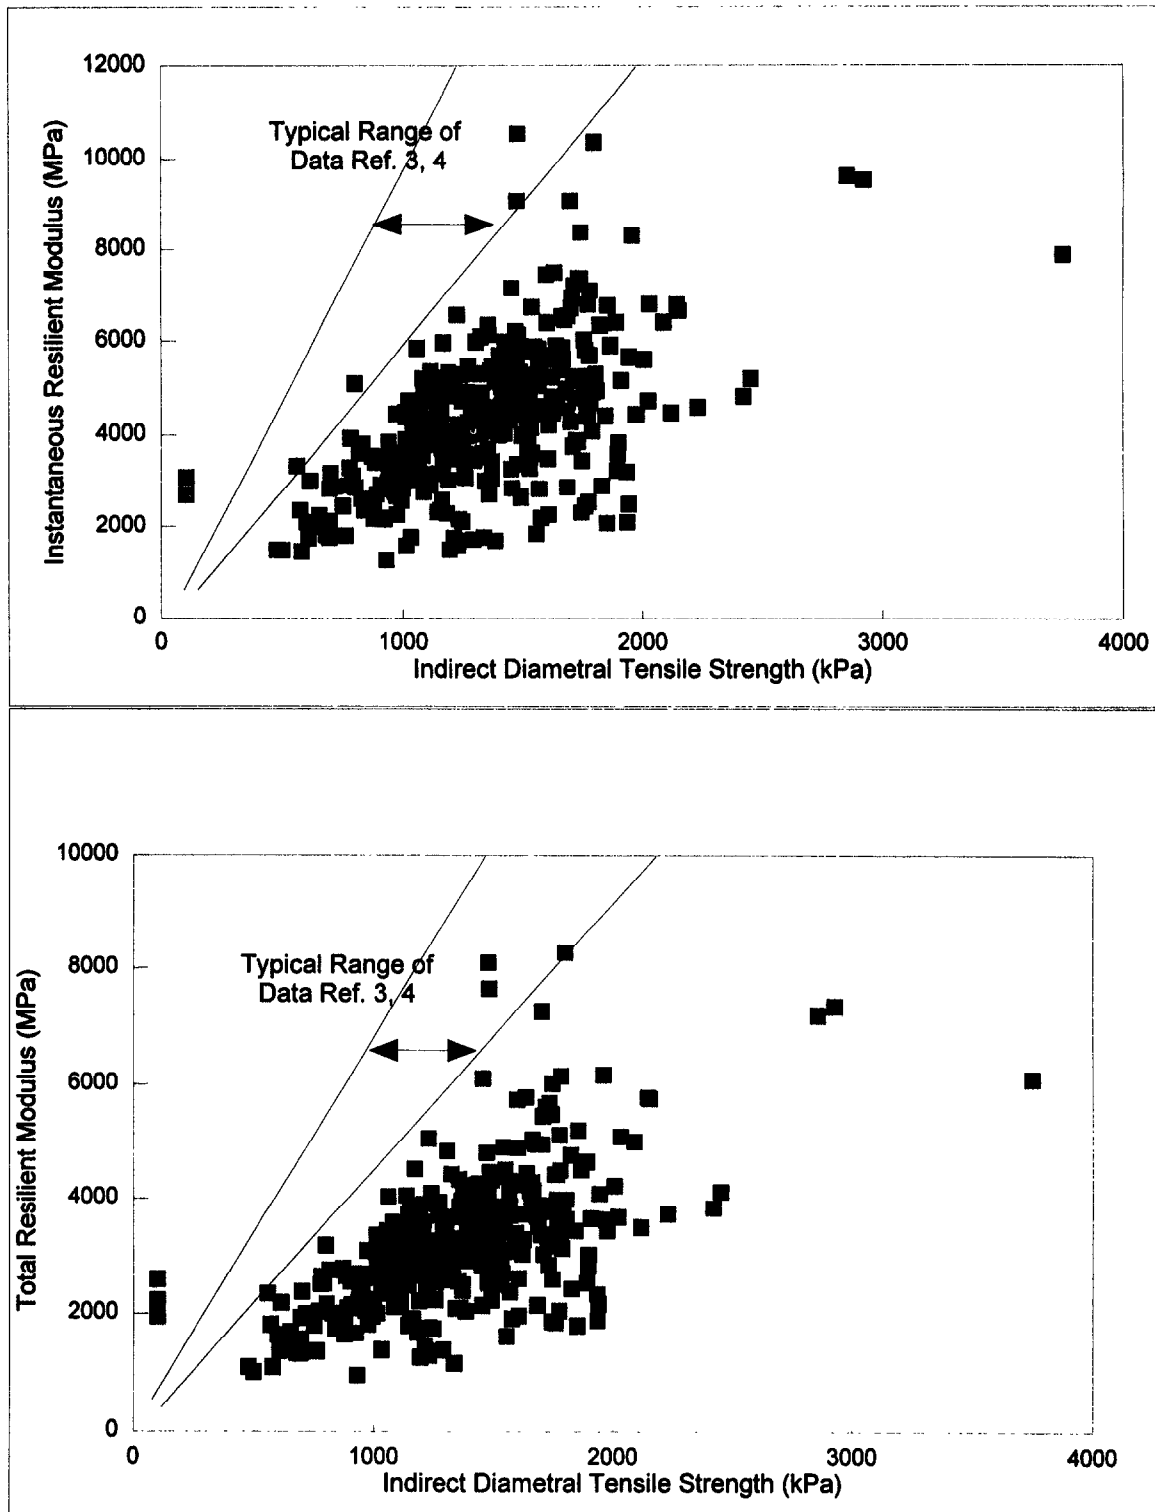 12000
10000
8000
6000
4000
2000
0
Instantaneous Resilient Modulus (MPa)
Typical Range of
Data Ref. 3, 4
0
1000
2000
3000
4000
Indirect Diametral Tensile Strength (kPa)
10000
8000
6000
4000
2000
0
Total Resilient Modulus (MPa)
Typical Range of
Data Ref. 3, 4
0
1000
2000
3000
4000
Indirect Diametral Tensile Strength (kPa)